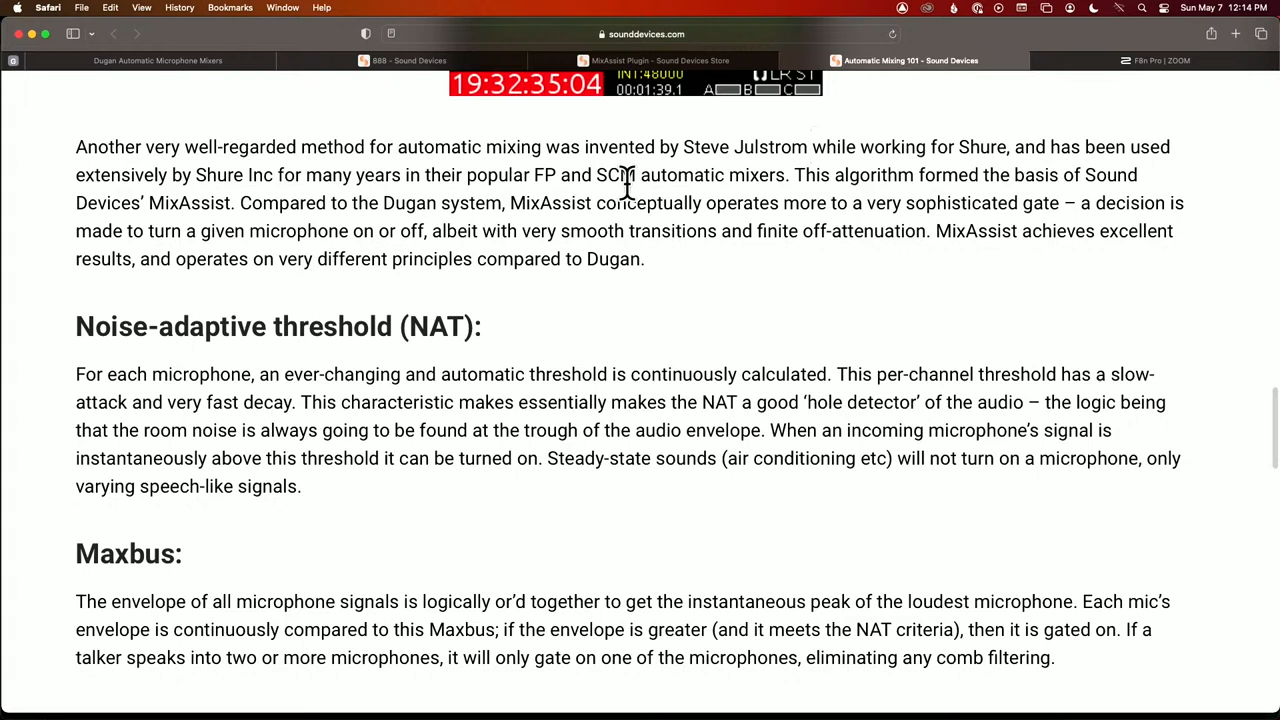 Safari File Edit View History Bookmarks Window Help Sun May 7 12:14 PM
sounddevices.com
G Dugan Automatic Microphone Mixers 888 - Sound Devices MixAssist Plugin - Sound Devices Store Automatic Mixing 101 - Sound Devices F8n Pro | ZOOM
19:32:35:04 INT:48000 LR ST
00:01:39.1 A B C
Another very well-regarded method for automatic mixing was invented by Steve Julstrom while working for Shure, and has been used
extensively by Shure Inc for many years in their popular FP and SCM automatic mixers. This algorithm formed the basis of Sound
Devices’ MixAssist. Compared to the Dugan system, MixAssist conceptually operates more to a very sophisticated gate – a decision is
made to turn a given microphone on or off, albeit with very smooth transitions and finite off-attenuation. MixAssist achieves excellent
results, and operates on very different principles compared to Dugan.
Noise-adaptive threshold (NAT):
For each microphone, an ever-changing and automatic threshold is continuously calculated. This per-channel threshold has a slow-
attack and very fast decay. This characteristic makes essentially makes the NAT a good ‘hole detector’ of the audio – the logic being
that the room noise is always going to be found at the trough of the audio envelope. When an incoming microphone’s signal is
instantaneously above this threshold it can be turned on. Steady-state sounds (air conditioning etc) will not turn on a microphone, only
varying speech-like signals.
Maxbus:
The envelope of all microphone signals is logically or’d together to get the instantaneous peak of the loudest microphone. Each mic’s
envelope is continuously compared to this Maxbus; if the envelope is greater (and it meets the NAT criteria), then it is gated on. If a
talker speaks into two or more microphones, it will only gate on one of the microphones, eliminating any comb filtering.